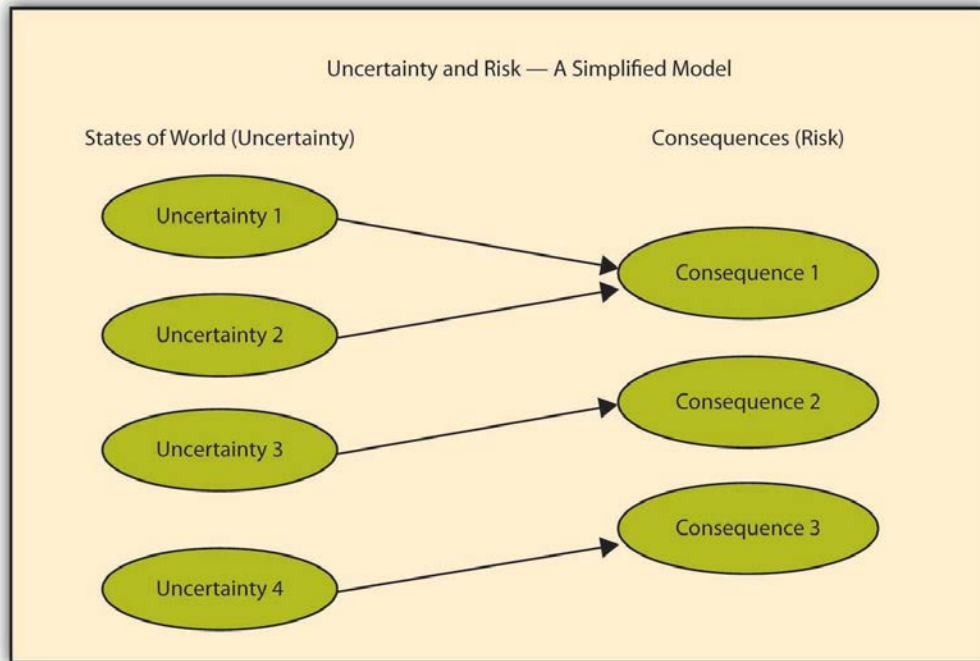 Uncertainty and Risk — A Simplified Model
States of World (Uncertainty)
Consequences (Risk)
Uncertainty 1
Uncertainty 2
Uncertainty 3
Uncertainty 4
Consequence 1
Consequence 2
Consequence 3